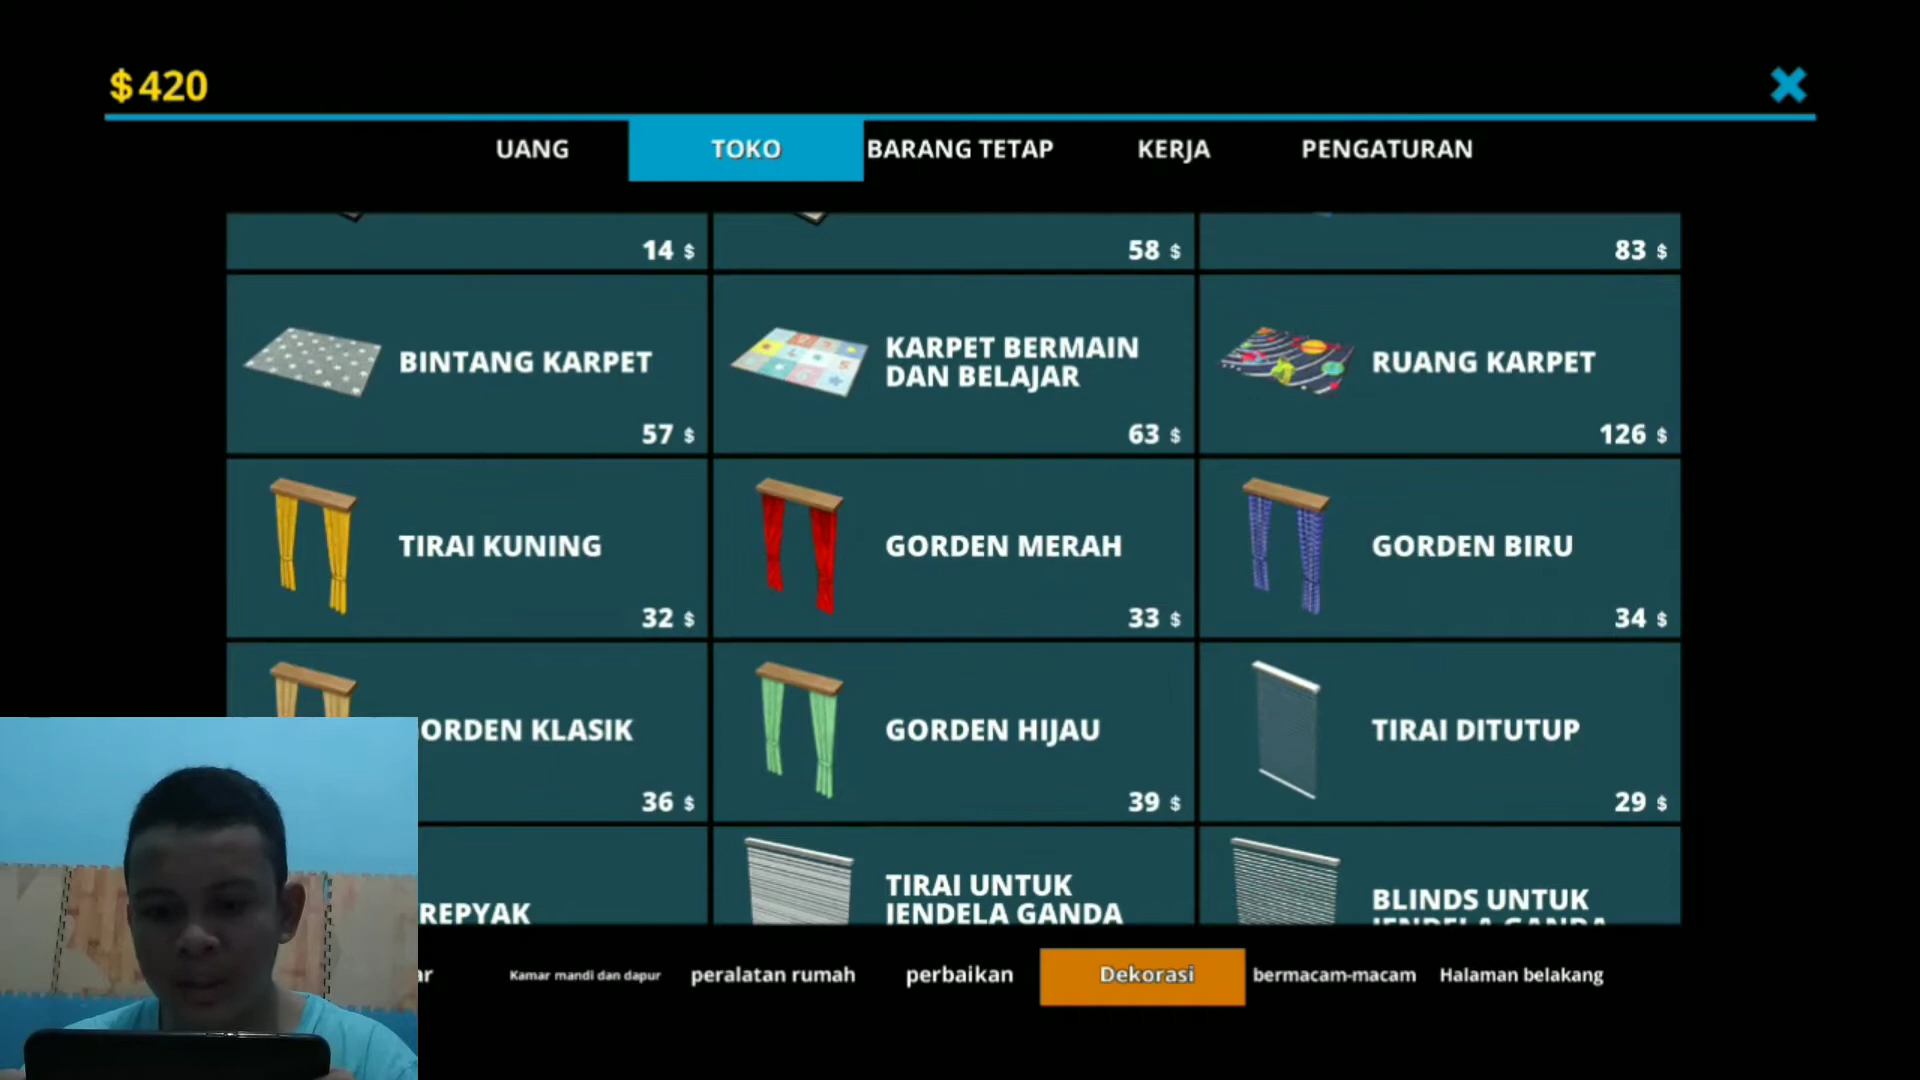 $420
UANG
TOKO
BARANG TETAP
KERJA
PENGATURAN
14 $
58 $
83 $
BINTANG KARPET
57 $
KARPET BERMAIN
DAN BELAJAR
63 $
RUANG KARPET
126 $
TIRAI KUNING
32 $
GORDEN MERAH
33 $
GORDEN BIRU
34 $
ORDEN KLASIK
36 $
GORDEN HIJAU
39 $
TIRAI DITUTUP
29 $
REPYAK
TIRAI UNTUK
JENDELA GANDA
BLINDS UNTUK
JENDELA GANDA
ar
Kamar mandi dan dapur
peralatan rumah
perbaikan
Dekorasi
bermacam-macam
Halaman belakang